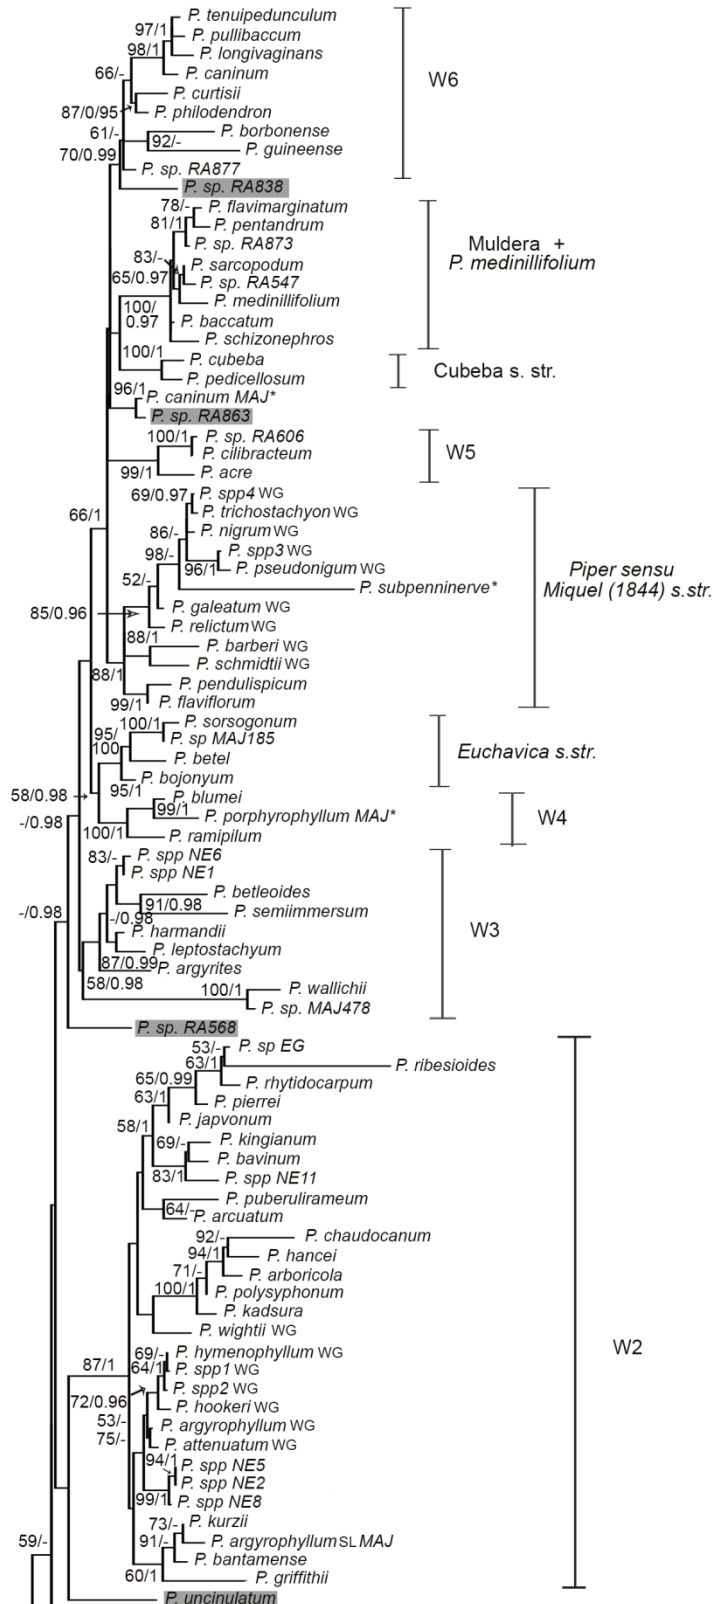 P. tenuipedunculum
97/1
P. pullibaccum
98/1
P. longivaginans
66/-
P. caninum
W6
P. curtisii
87/0/95
P. philodendron
61/-
P. borbonense
92/-
70/0.99
P. guineense
P. sp. RA877
P. sp. RA838
78/-
P. flavimarginatum
81/1
P. pentandrum
P. sp. RA873
Muldera +
83/-
P. sarcopodum
P. medinillifolium
65/0.97
P. sp. RA547
100/
0.97
P. medinillifolium
P. baccatum
P. schizonephros
100/1
P. cubeba
Cubeba s. str.
P. pedicellosum
96/1
P. caninum MAJ*
P. sp. RA863
100/1
P. sp. RA606
P. cilibracteum
W5
99/1
P. acre
69/0.97
P. spp4 WG
P. trichostachyon WG
66/1
86/-
P. nigrum WG
98/-
P. spp3 WG
96/1
P. pseudonigum WG
Piper sensu
Miquel (1844) s.str.
52/-
P. subpenninerve*
85/0.96
P. galeatum WG
P. relictum WG
88/1
P. barberi WG
88/1
P. schmidtii WG
P. pendulispicum
99/1
P. flaviflorum
100/1
P. sorsogonum
95/
100
P. sp MAJ185
P. betel
Euchavica s.str.
P. bojonyum
95/1
58/0.98
P. blumei
99/1
P. porphyrophyllum MAJ*
W4
-/0.98
100/1
P. ramipilum
83/-
P. spp NE6
P. spp NE1
P. betleoides
91/0.98
-/0.98
-/0.98
P. semiimmersum
W3
P. harmandii
P. leptostachyum
87/0.99
P. argyrites
58/0.98
100/1
P. wallichii
P. sp. MAJ478
P. sp. RA568
53/-
P. sp EG
63/1
P. ribesioides
65/0.99
P. rhytidocarpum
63/1
P. pierrei
P. japvonum
58/1
69/-
P. kingianum
P. bavinum
83/1
P. spp NE11
P. puberulirameum
64/-
P. arcuatum
92/-
P. chaudocanum
94/1
P. hancei
71/-
P. arboricola
100/1
P. polysyphonum
P. kadsura
P. wightii WG
69/-
P. hymenophyllum WG
W2
87/1
64/1
P. spp1 WG
P. spp2 WG
72/0.96
P. hookeri WG
53/-
P. argyrophyllum WG
75/-
P. attenuatum WG
94/1
P. spp NE5
P. spp NE2
99/1
P. spp NE8
73/-
P. kurzii
91/-
P. argyrophyllum SL MAJ
59/-
P. bantamense
60/1
P. griffithii
P. uncinulatum